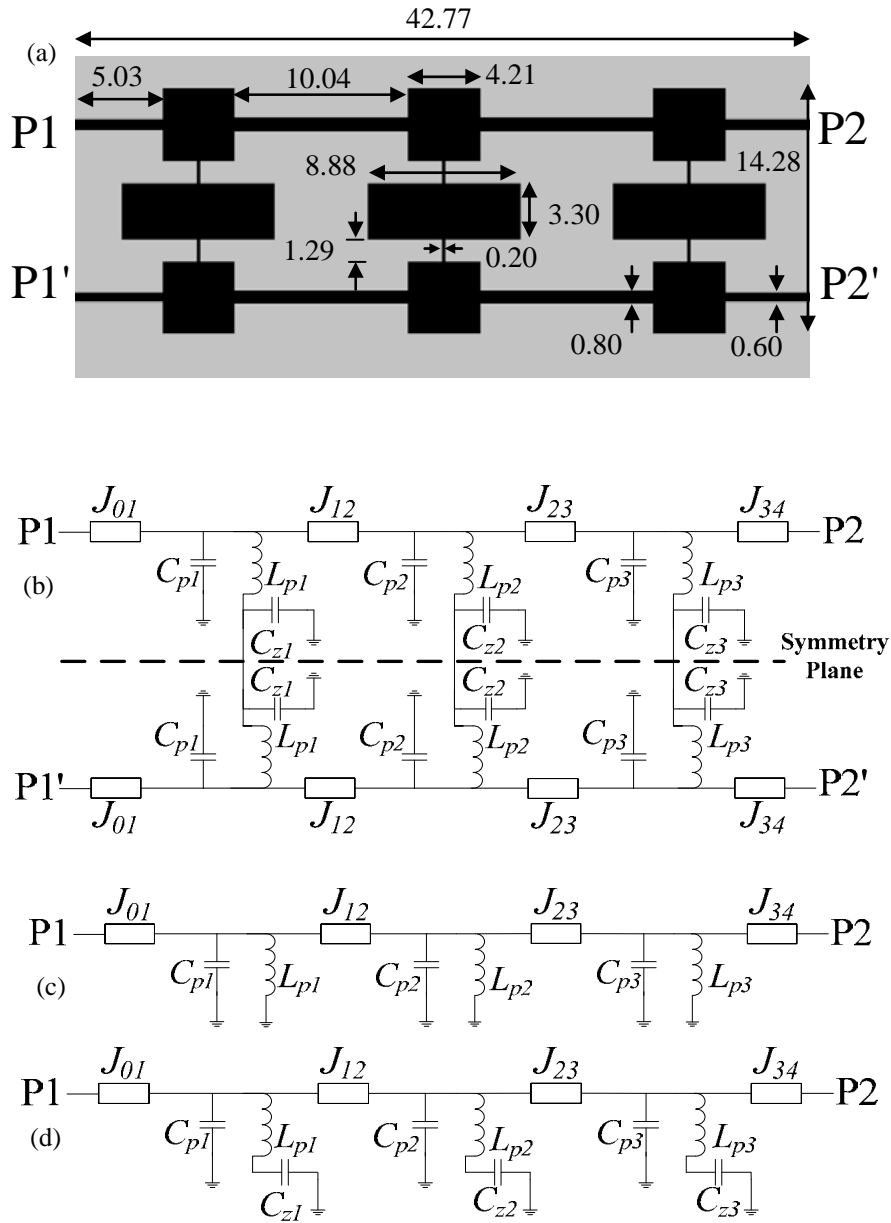 42.77
(a)
5.03
10.04
4.21
P1
P2
14.28
8.88
3.30
1.29
0.20
P1'
P2'
0.80
0.60
J01
J12
J23
J34
P1
P2
Cp1
Lp1
Cp2
Lp2
Cp3
Lp3
(b)
Cz1
Cz2
Cz3
Symmetry
Plane
Cz1
Cz2
Cz3
Cp1
Lp1
Cp2
Lp2
Cp3
Lp3
P1'
P2'
J01
J12
J23
J34
J01
J12
J23
J34
P1
P2
Cp1
Lp1
Cp2
Lp2
Cp3
Lp3
(c)
J01
J12
J23
J34
P1
P2
Cp1
Lp1
Cp2
Lp2
Cp3
Lp3
(d)
Cz1
Cz2
Cz3